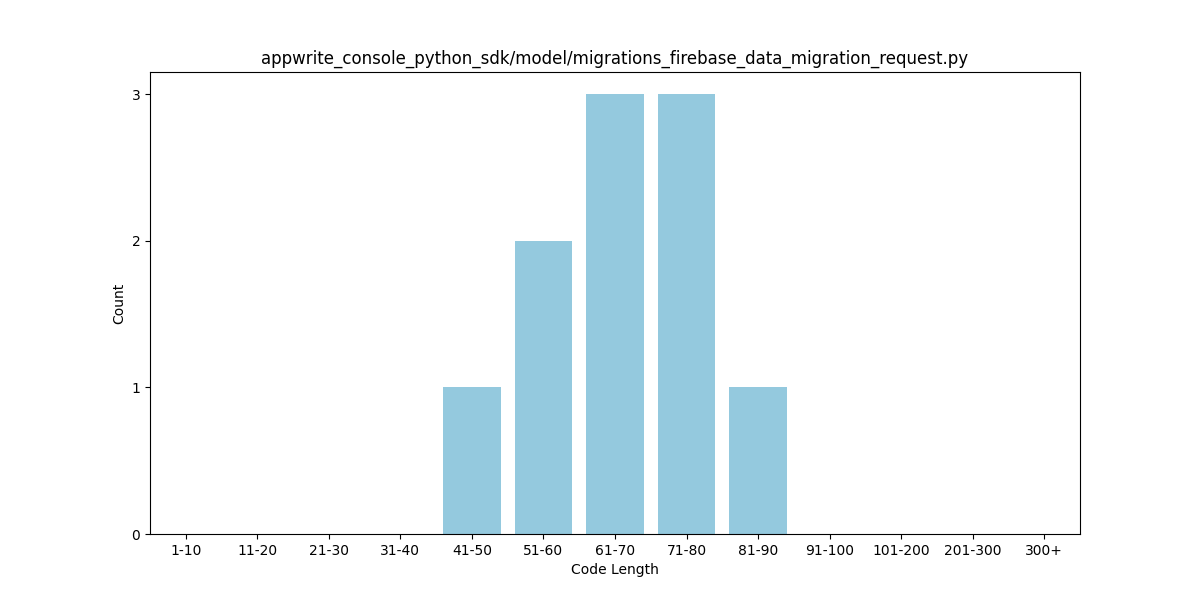 appwrite_console_python_sdk/model/migrations_firebase_data_migration_request.py
Count
3
2
1
0
1-10 11-20 21-30 31-40 41-50 51-60 61-70 71-80 81-90 91-100 101-200 201-300 300+
Code Length